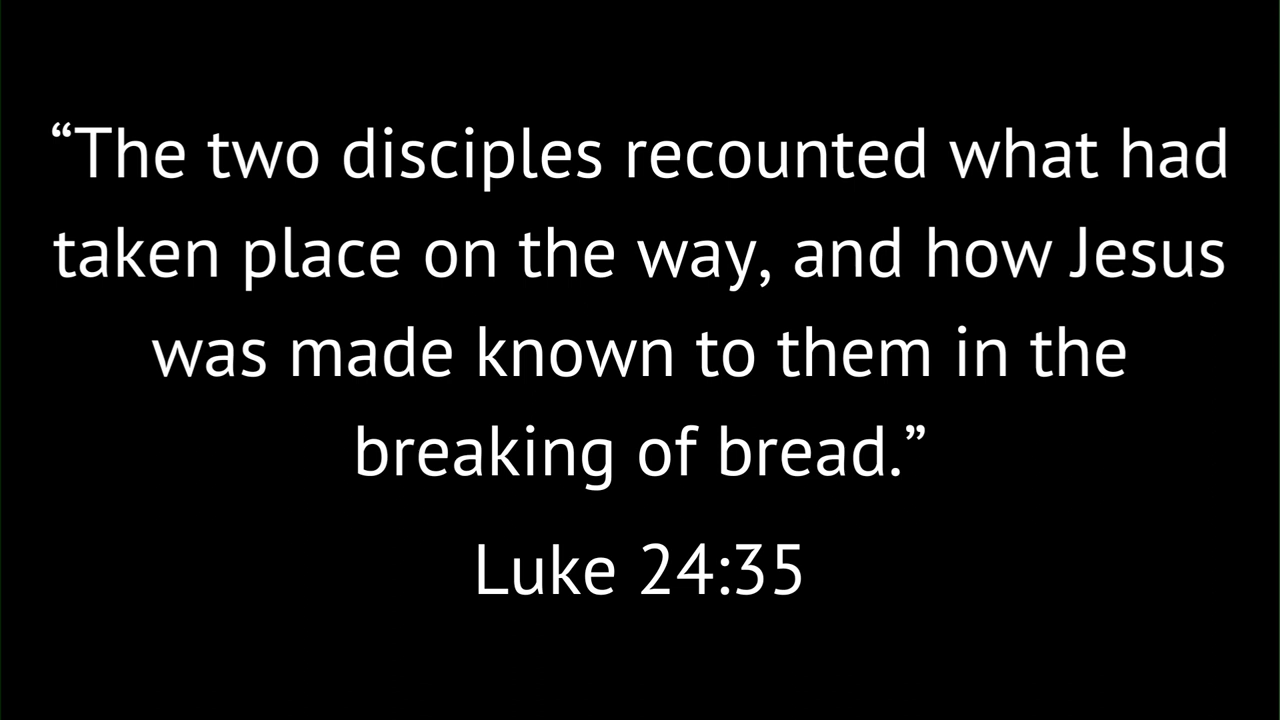 “The two disciples recounted what had
taken place on the way, and how Jesus
was made known to them in the
breaking of bread.”
Luke 24:35